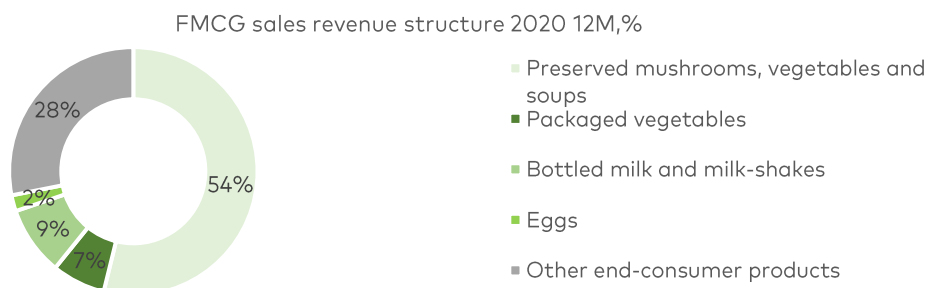 FMCG sales revenue structure 2020 12M,%
28%
54%
2%
9%
7%
Preserved mushrooms, vegetables and
soups
Packaged vegetables
Bottled milk and milk-shakes
Eggs
Other end-consumer products